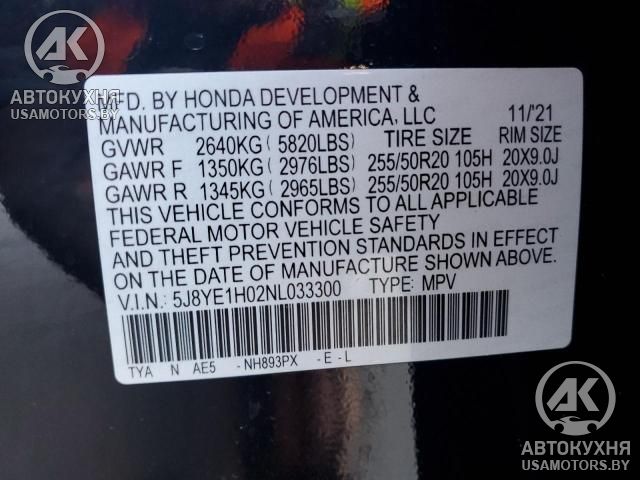 АК
АВТОКУХНЯ
USAMOTORS.BY
MFD. BY HONDA DEVELOPMENT &
MANUFACTURING OF AMERICA, LLC 11/'21
GVWR 2640KG ( 5820LBS) TIRE SIZE RIM SIZE
GAWR F 1350KG ( 2976LBS) 255/50R20 105H 20X9.0J
GAWR R 1345KG ( 2965LBS) 255/50R20 105H 20X9.0J
THIS VEHICLE CONFORMS TO ALL APPLICABLE
FEDERAL MOTOR VEHICLE SAFETY
AND THEFT PREVENTION STANDARDS IN EFFECT
ON THE DATE OF MANUFACTURE SHOWN ABOVE.
V.I.N.: 5J8YE1H02NL033300 TYPE: MPV
TYA N AE5 -NH893PX -E-L
АК
АВТОКУХНЯ
USAMOTORS.BY